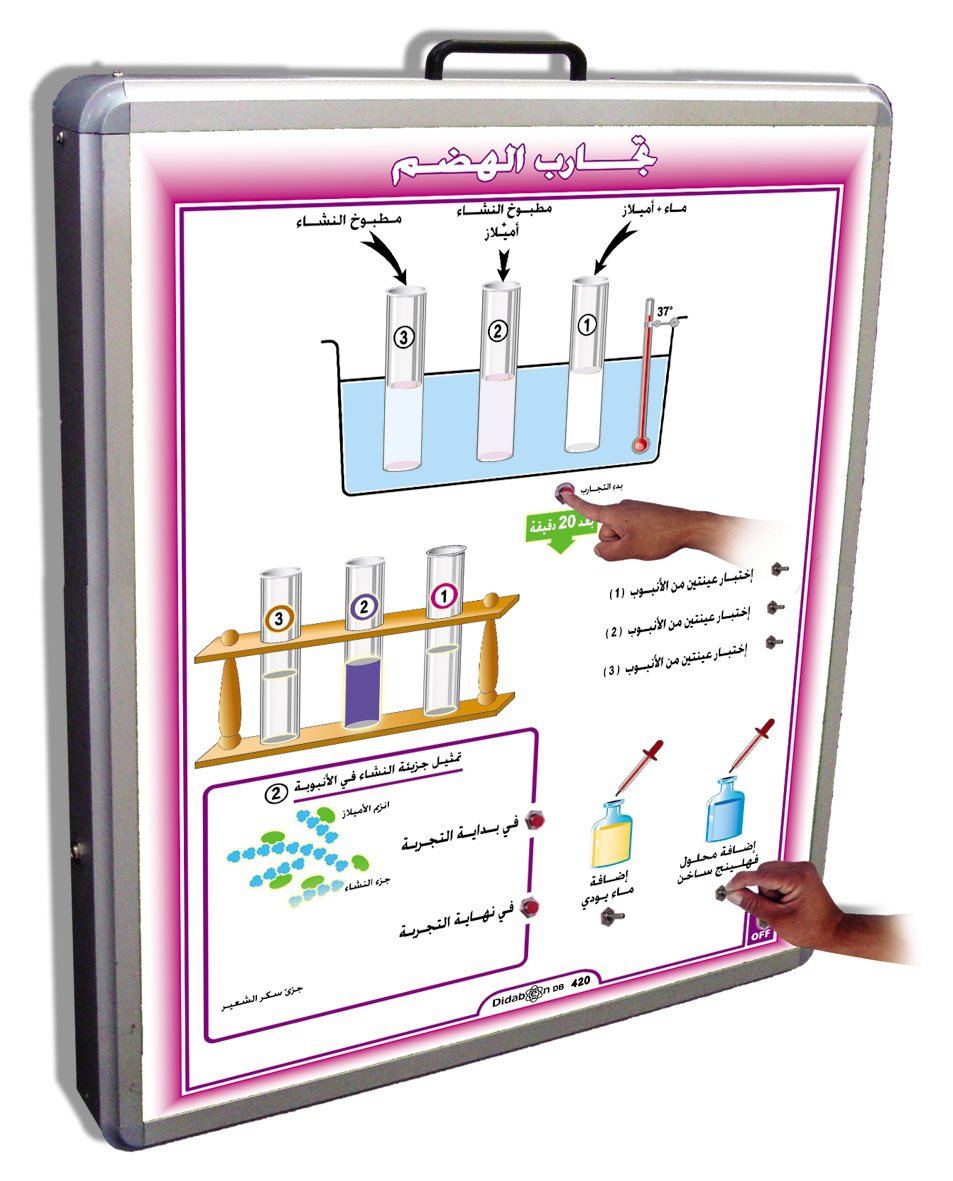 تجارب الهضم
ماء + أميلاز
مطبوخ النشاء
+
أميلاز
مطبوخ النشاء
1
2
3
37°
بدء التجارب
بعد 20 دقيقة
إختبار عينتين من الأنبوب (1)
إختبار عينتين من الأنبوب (2)
إختبار عينتين من الأنبوب (3)
1
2
3
تمثيل جزيئة النشاء في الأنبوبة 2
انزيم الأميلاز
جزء النشاء
في بداية التجربة
في نهاية التجربة
جزئ سكر الشعير
إضافة محلول
فهلينج ساخن
إضافة
ماء يودي
OFF
Didabon DB 420